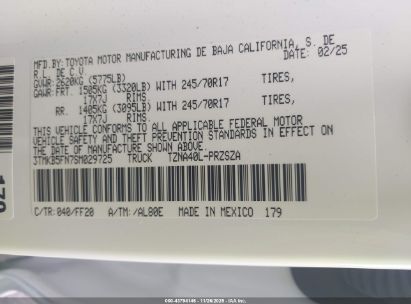 MFD.BY: TOYOTA MOTOR MANUFACTURING DE BAJA CALIFORNIA, S. DE
R.L. DE C.V. DATE: 02/25
GVWR: 2620KG (5775LB)
GAWR: FRT. 1505KG (3320LB) WITH 245/70R17 TIRES,
17X7J RIMS
RR. 1405KG (3095LB) WITH 245/70R17 TIRES,
17X7J RIMS
THIS VEHICLE CONFORMS TO ALL APPLICABLE FEDERAL MOTOR
VEHICLE SAFETY AND THEFT PREVENTION STANDARDS IN EFFECT ON
THE DATE OF MANUFACTURE SHOWN ABOVE.
3TMKB5FN7SM029725 TRUCK TZNA40L-PRZSZA
C/TR: 040/FF20 A/TM: /AL80E MADE IN MEXICO 179
179